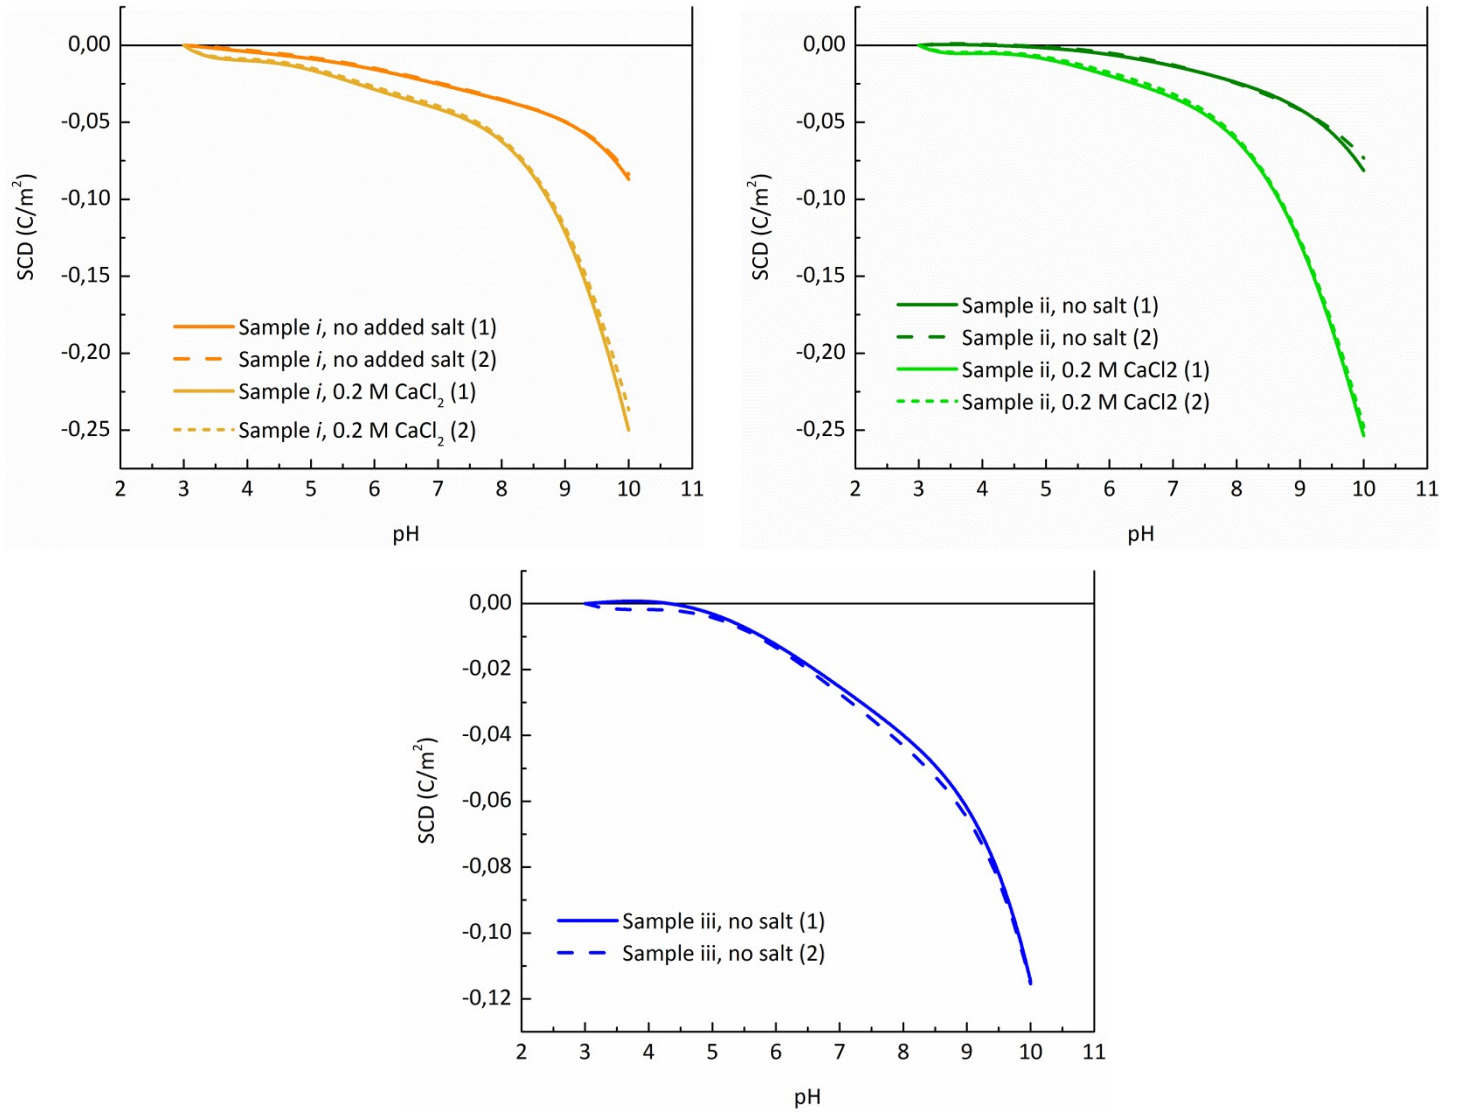 0,00
-0,05
-0,10
-0,15
-0,20
-0,25
SCD (C/m²)
Sample i, no added salt (1)
Sample i, no added salt (2)
Sample i, 0.2 M CaCl₂ (1)
Sample i, 0.2 M CaCl₂ (2)
2 3 4 5 6 7 8 9 10 11
pH
0,00
-0,05
-0,10
-0,15
-0,20
-0,25
SCD (C/m²)
Sample ii, no salt (1)
Sample ii, no salt (2)
Sample ii, 0.2 M CaCl2 (1)
Sample ii, 0.2 M CaCl2 (2)
2 3 4 5 6 7 8 9 10 11
pH
0,00
-0,02
-0,04
-0,06
-0,08
-0,10
-0,12
SCD (C/m²)
Sample iii, no salt (1)
Sample iii, no salt (2)
2 3 4 5 6 7 8 9 10 11
pH